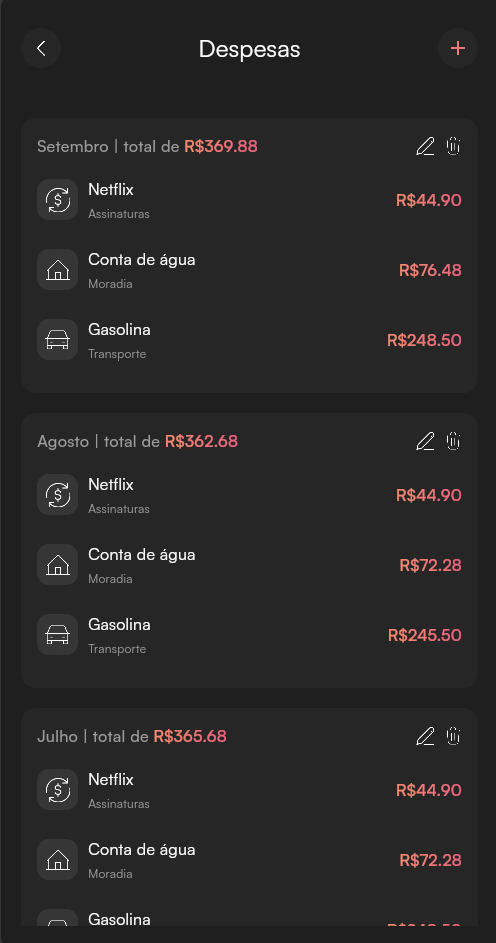 Despesas
Setembro | total de R$369.88
Netflix
R$44.90
Assinaturas
Conta de água
R$76.48
Moradia
Gasolina
R$248.50
Transporte
Agosto | total de R$362.68
Netflix
R$44.90
Assinaturas
Conta de água
R$72.28
Moradia
Gasolina
R$245.50
Transporte
Julho | total de R$365.68
Netflix
R$44.90
Assinaturas
Conta de água
R$72.28
Moradia
Gasolina